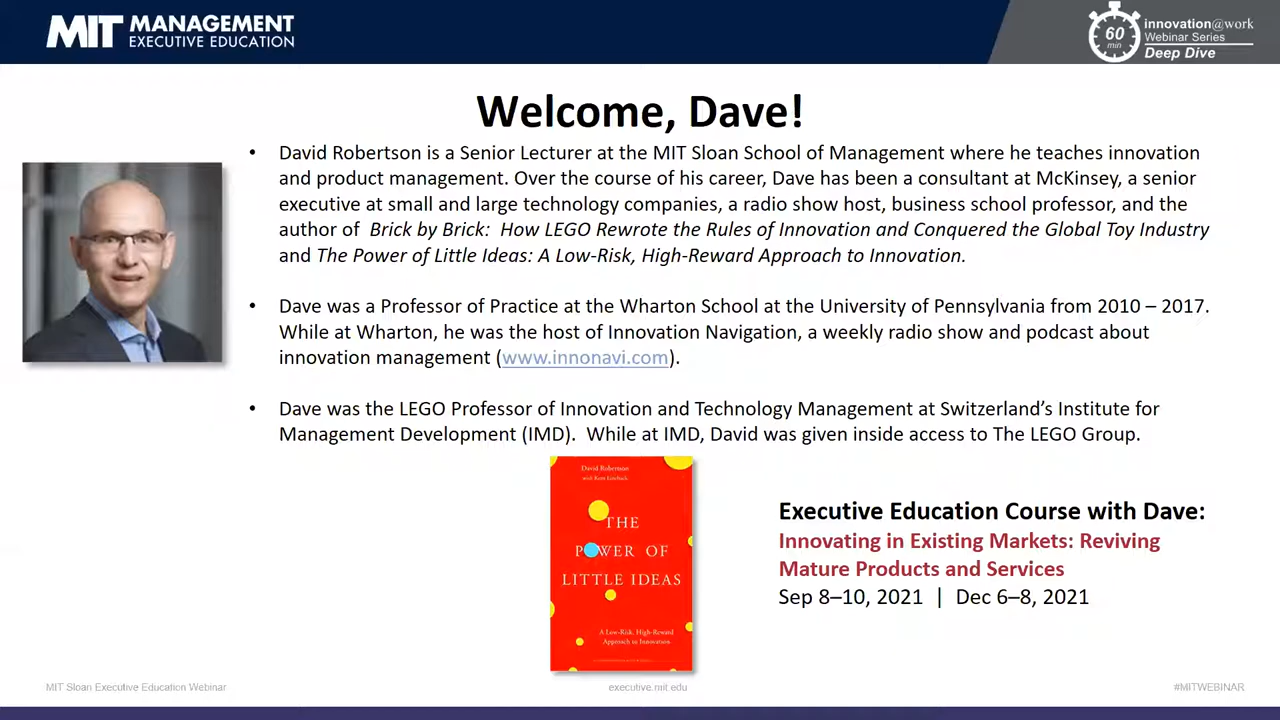 MIT MANAGEMENT
EXECUTIVE EDUCATION
60
min
innovation@work
Webinar Series
Deep Dive
Welcome, Dave!
• David Robertson is a Senior Lecturer at the MIT Sloan School of Management where he teaches innovation
and product management. Over the course of his career, Dave has been a consultant at McKinsey, a senior
executive at small and large technology companies, a radio show host, business school professor, and the
author of Brick by Brick: How LEGO Rewrote the Rules of Innovation and Conquered the Global Toy Industry
and The Power of Little Ideas: A Low-Risk, High-Reward Approach to Innovation.
• Dave was a Professor of Practice at the Wharton School at the University of Pennsylvania from 2010 – 2017.
While at Wharton, he was the host of Innovation Navigation, a weekly radio show and podcast about
innovation management (www.innonavi.com).
• Dave was the LEGO Professor of Innovation and Technology Management at Switzerland’s Institute for
Management Development (IMD). While at IMD, David was given inside access to The LEGO Group.
David Robertson
with Kent Lineback
THE
POWER OF
LITTLE IDEAS
A Low-Risk, High-Reward
Approach to Innovation
Executive Education Course with Dave:
Innovating in Existing Markets: Reviving
Mature Products and Services
Sep 8–10, 2021 | Dec 6–8, 2021
MIT Sloan Executive Education Webinar
executive.mit.edu
#MITWEBINAR